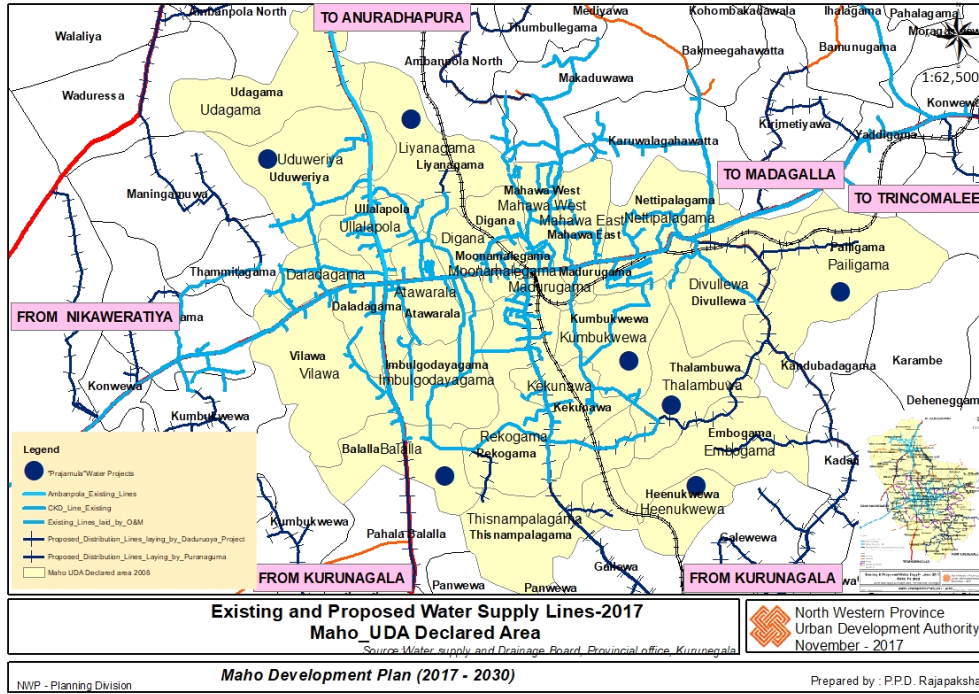 Ambanpola North
TO ANURADHAPURA
Mediyawa
Kohombakadawala
Ihalagama
Pahalagama
Walaliya
Thumbullegama
Bakmeegahawatta
Bamunugama
Ambanpola North
Makaduwawa
1:62,500
Waduressa
Udagama
Udagama
Konwewa
Kirimetiyawa
Yaddigama
Liyanagama
Liyanagama
Karuwalagahawatta
Uduweriya
Uduweriya
TO MADAGALLA
Maningamuwa
Mahawa West
Mahawa West
Nettipalagama
Nettipalagama
TO TRINCOMALEE
Ullalapola
Ullalapola
Digana
Digana
Mahawa East
Mahawa East
Moonamalegama
Moonamalegama
Madurugama
Madurugama
Pailigama
Pailigama
Thammitagama
Daladagama
Daladagama
Atawarala
Atawarala
Divullewa
Divullewa
FROM NIKAWERATIYA
Kumbukwewa
Kumbukwewa
Vilawa
Vilawa
Imbulgodayagama
Imbulgodayagama
Thalambuwa
Thalambuwa
Kandubadagama
Karambe
Konwewa
Kekunawa
Kekunawa
Deheneggama
Kumbukwewa
Rekogama
Rekogama
Embogama
Embogama
Balalla
Balalla
Heenukwewa
Heenukwewa
Kumbukwewa
Thisnampalagama
Thisnampalagama
Pahala Balalla
Galewewa
Gallewa
FROM KURUNAGALA
Panwewa
Panwewa
FROM KURUNAGALA
Legend
"Prajamula"Water Projects
Ambanpola_Existing_Lines
CKD_Line_Existing
Existing_Lines_laid_by_O&M
Proposed_Distribution_Lines_laying_by_Daduruoya_Project
Proposed_Distribution_Lines_Laying_by_Puranaguma
Maho UDA Declared area 2006
Existing and Proposed Water Supply Lines-2017
Maho_UDA Declared Area
Source:Water supply and Drainage Board, Provincial office, Kurunegala
North Western Province
Urban Development Authority
November - 2017
NWP - Planning Division
Maho Development Plan (2017 - 2030)
Prepared by : P.P.D. Rajapaksha